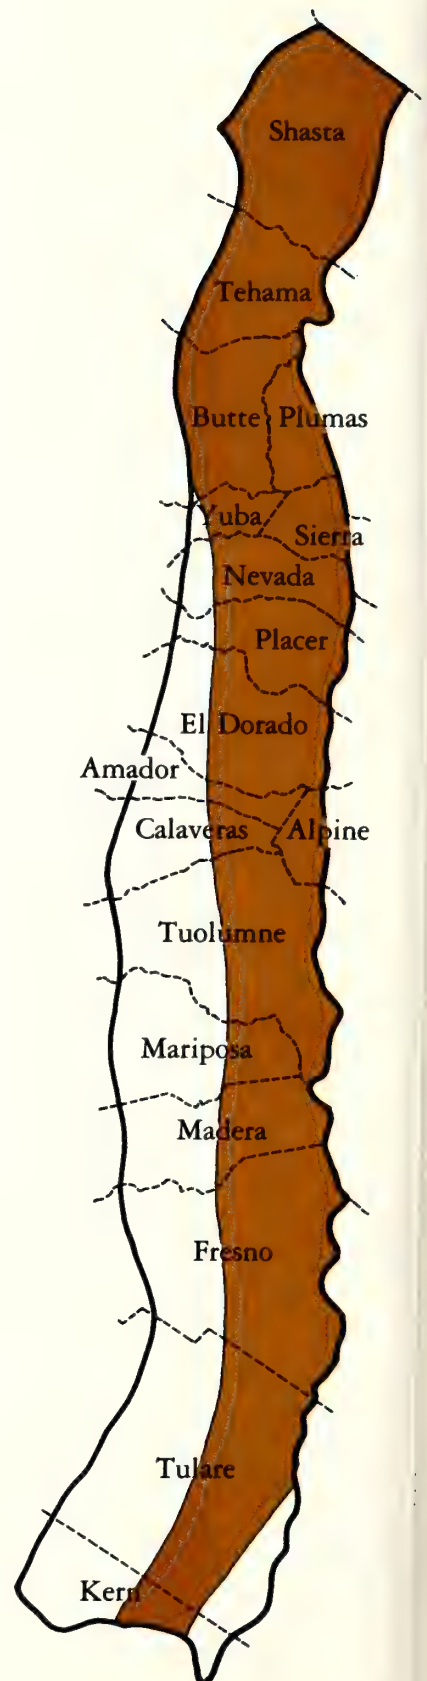 Shasta
Tehama
Butte
Plumas
Yuba
Sierra
Nevada
Placer
El Dorado
Amador
Calaveras
Alpine
Tuolumne
Mariposa
Madera
Fresno
Tulare
Kern